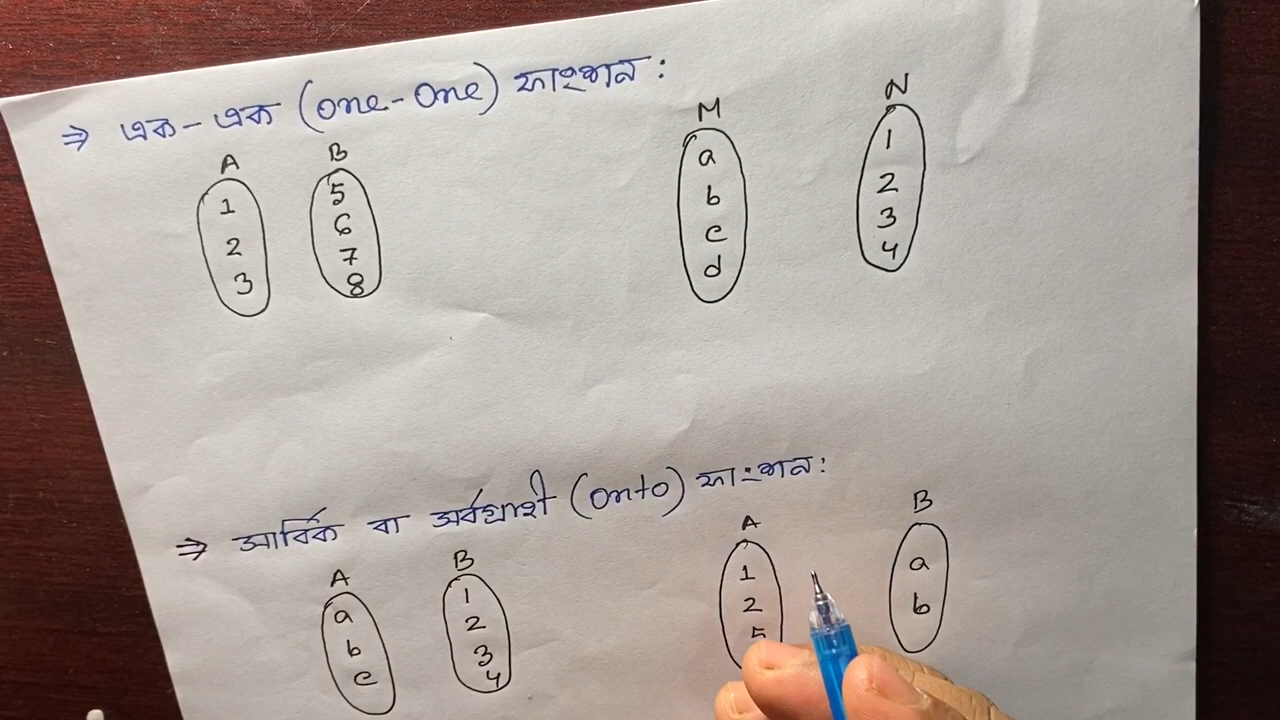 ⇒ এক-এক (one-one) ফাংশন:
A B
1 5
2 6
3 7
8
M N
a 1
b 2
c 3
d 4
⇒ সার্বিক বা সর্বগ্রাহী (onto) ফাংশন:
A B
a 1
b 2
c 3
4
A B
1 a
2 b
5